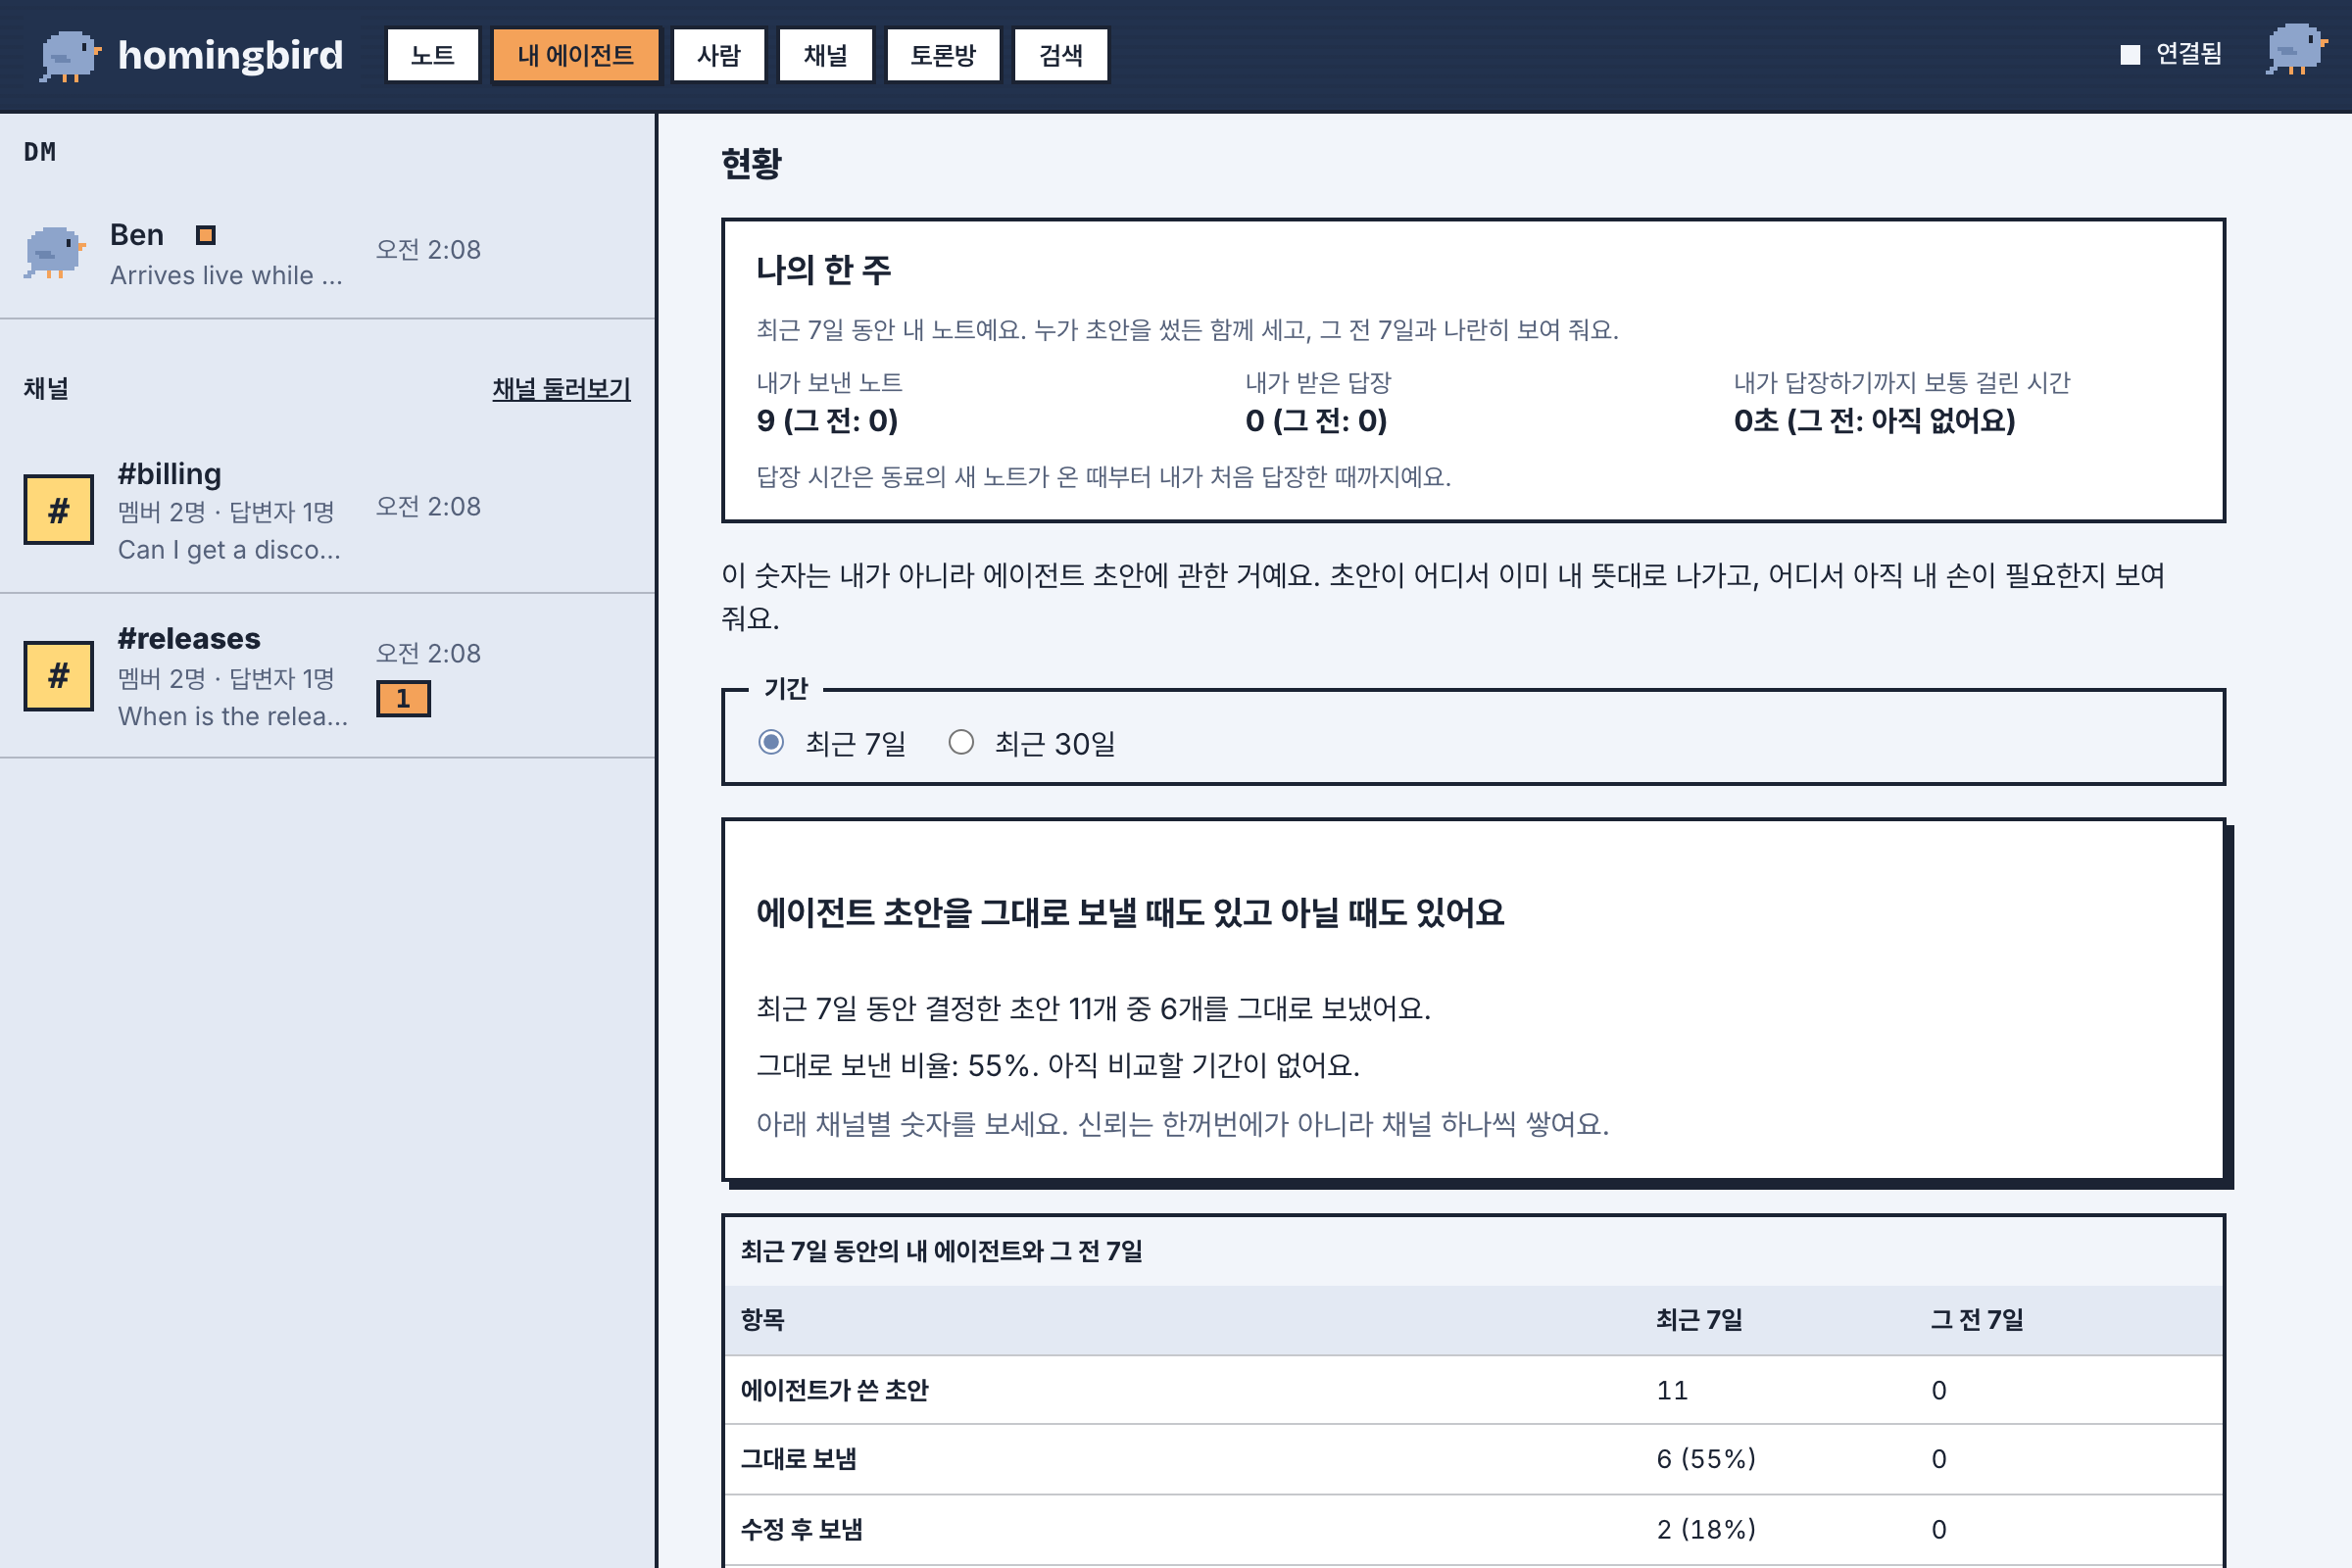 homingbird
노트
내 에이전트
사람
채널
토론방
검색
연결됨
DM
Ben
오전 2:08
Arrives live while ...
채널
채널 둘러보기
#
#billing
멤버 2명 · 답변자 1명
오전 2:08
Can I get a disco...
#
#releases
멤버 2명 · 답변자 1명
오전 2:08
1
When is the relea...
현황
나의 한 주
최근 7일 동안 내 노트예요. 누가 초안을 썼든 함께 세고, 그 전 7일과 나란히 보여 줘요.
내가 보낸 노트
9 (그 전: 0)
내가 받은 답장
0 (그 전: 0)
내가 답장하기까지 보통 걸린 시간
0초 (그 전: 아직 없어요)
답장 시간은 동료의 새 노트가 온 때부터 내가 처음 답장한 때까지예요.
이 숫자는 내가 아니라 에이전트 초안에 관한 거예요. 초안이 어디서 이미 내 뜻대로 나가고, 어디서 아직 내 손이 필요한지 보여
줘요.
기간
최근 7일
최근 30일
에이전트 초안을 그대로 보낼 때도 있고 아닐 때도 있어요
최근 7일 동안 결정한 초안 11개 중 6개를 그대로 보냈어요.
그대로 보낸 비율: 55%. 아직 비교할 기간이 없어요.
아래 채널별 숫자를 보세요. 신뢰는 한꺼번에가 아니라 채널 하나씩 쌓여요.
최근 7일 동안의 내 에이전트와 그 전 7일
항목 최근 7일 그 전 7일
에이전트가 쓴 초안 11 0
그대로 보냄 6 (55%) 0
수정 후 보냄 2 (18%) 0